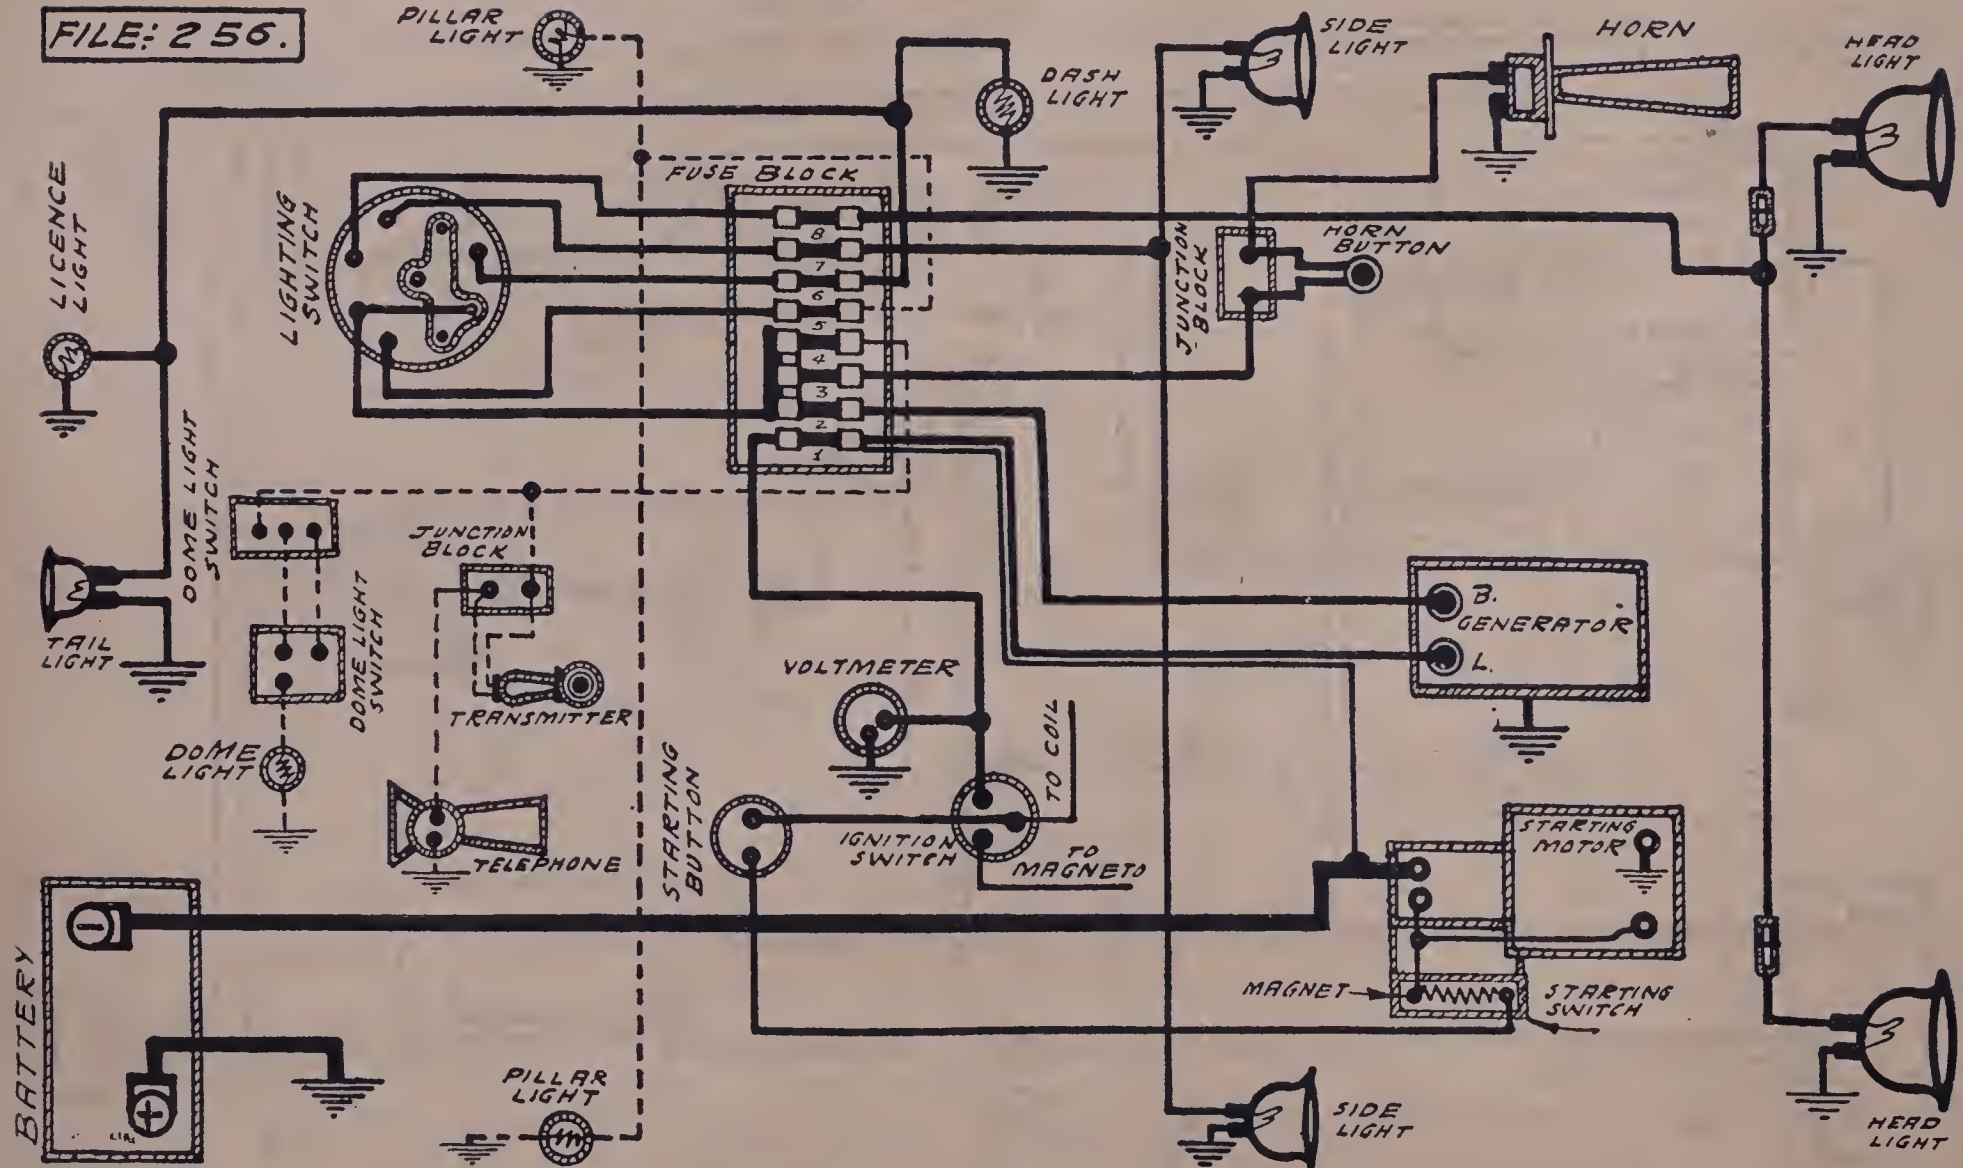 FILE: 256.
PILLAR
LIGHT
SIDE
LIGHT
HORN
HEAD
LIGHT
DASH
LIGHT
LICENCE
LIGHT
LIGHTING
SWITCH
FUSE BLOCK
8
7
6
5
4
3
2
1
JUNCTION
BLOCK
HORN
BUTTON
DOME LIGHT
SWITCH
JUNCTION
BLOCK
DOME LIGHT
SWITCH
TAIL
LIGHT
TRANSMITTER
DOME
LIGHT
TELEPHONE
VOLTMETER
B.
GENERATOR
L.
STARTING
BUTTON
IGNITION
SWITCH
TO COIL
TO
MAGNETO
STARTING
MOTOR
MAGNET
STARTING
SWITCH
BATTERY
−
+
PILLAR
LIGHT
SIDE
LIGHT
HEAD
LIGHT